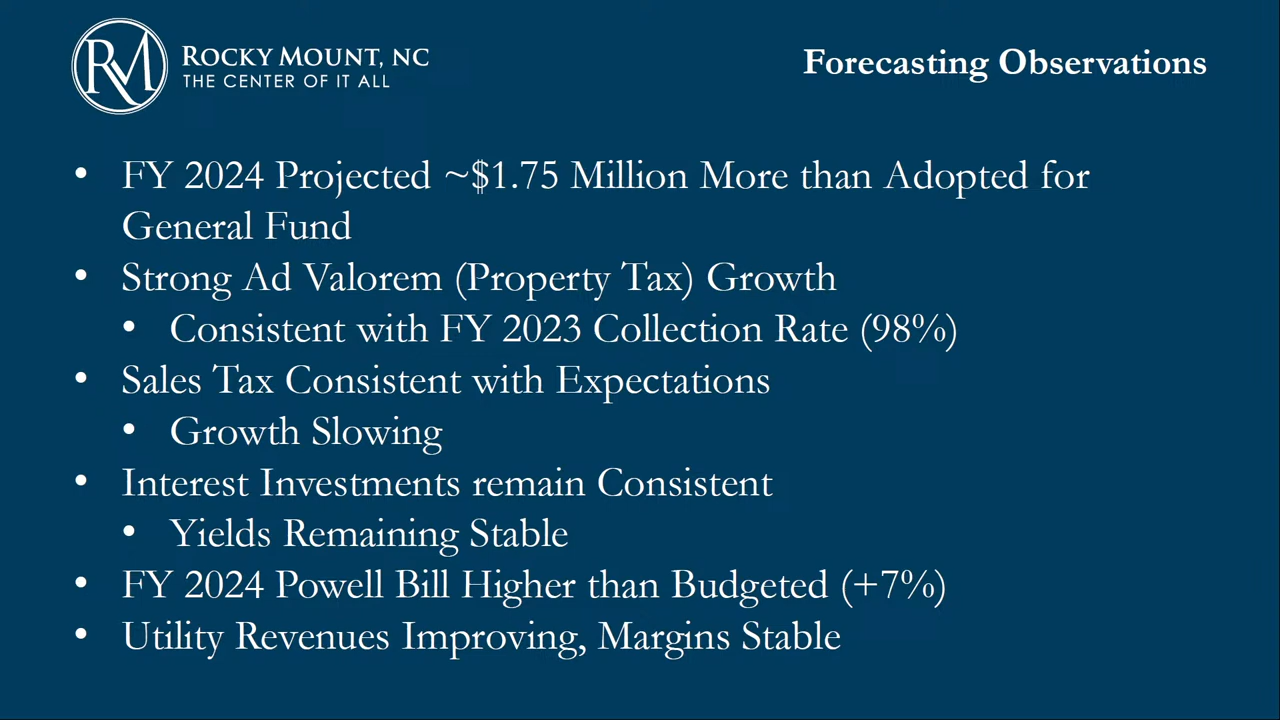 RM
ROCKY MOUNT, NC
THE CENTER OF IT ALL
Forecasting Observations
• FY 2024 Projected ~$1.75 Million More than Adopted for
General Fund
• Strong Ad Valorem (Property Tax) Growth
• Consistent with FY 2023 Collection Rate (98%)
• Sales Tax Consistent with Expectations
• Growth Slowing
• Interest Investments remain Consistent
• Yields Remaining Stable
• FY 2024 Powell Bill Higher than Budgeted (+7%)
• Utility Revenues Improving, Margins Stable